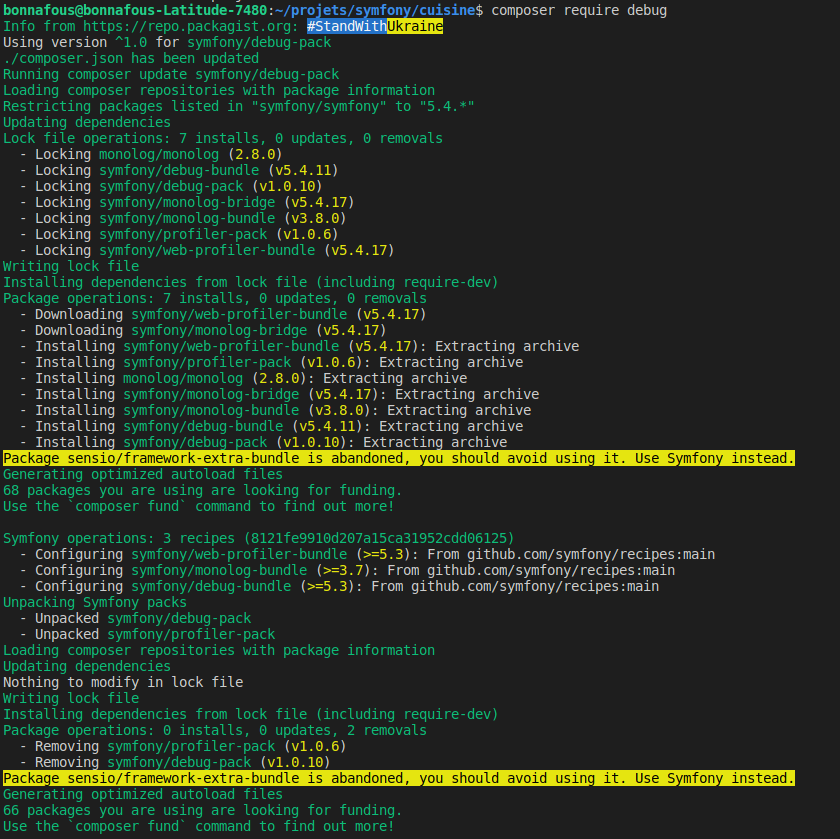 bonnafous@bonnafous-Latitude-7480:~/projets/symfony/cuisine$ composer require debug
Info from https://repo.packagist.org: #StandWithUkraine
Using version ^1.0 for symfony/debug-pack
./composer.json has been updated
Running composer update symfony/debug-pack
Loading composer repositories with package information
Restricting packages listed in "symfony/symfony" to "5.4.*"
Updating dependencies
Lock file operations: 7 installs, 0 updates, 0 removals
  - Locking monolog/monolog (2.8.0)
  - Locking symfony/debug-bundle (v5.4.11)
  - Locking symfony/debug-pack (v1.0.10)
  - Locking symfony/monolog-bridge (v5.4.17)
  - Locking symfony/monolog-bundle (v3.8.0)
  - Locking symfony/profiler-pack (v1.0.6)
  - Locking symfony/web-profiler-bundle (v5.4.17)
Writing lock file
Installing dependencies from lock file (including require-dev)
Package operations: 7 installs, 0 updates, 0 removals
  - Downloading symfony/web-profiler-bundle (v5.4.17)
  - Downloading symfony/monolog-bridge (v5.4.17)
  - Installing symfony/web-profiler-bundle (v5.4.17): Extracting archive
  - Installing symfony/profiler-pack (v1.0.6): Extracting archive
  - Installing monolog/monolog (2.8.0): Extracting archive
  - Installing symfony/monolog-bridge (v5.4.17): Extracting archive
  - Installing symfony/monolog-bundle (v3.8.0): Extracting archive
  - Installing symfony/debug-bundle (v5.4.11): Extracting archive
  - Installing symfony/debug-pack (v1.0.10): Extracting archive
Package sensio/framework-extra-bundle is abandoned, you should avoid using it. Use Symfony instead.
Generating optimized autoload files
68 packages you are using are looking for funding.
Use the `composer fund` command to find out more!

Symfony operations: 3 recipes (8121fe9910d207a15ca31952cdd06125)
  - Configuring symfony/web-profiler-bundle (>=5.3): From github.com/symfony/recipes:main
  - Configuring symfony/monolog-bundle (>=3.7): From github.com/symfony/recipes:main
  - Configuring symfony/debug-bundle (>=5.3): From github.com/symfony/recipes:main
Unpacking Symfony packs
  - Unpacked symfony/debug-pack
  - Unpacked symfony/profiler-pack
Loading composer repositories with package information
Updating dependencies
Nothing to modify in lock file
Writing lock file
Installing dependencies from lock file (including require-dev)
Package operations: 0 installs, 0 updates, 2 removals
  - Removing symfony/profiler-pack (v1.0.6)
  - Removing symfony/debug-pack (v1.0.10)
Package sensio/framework-extra-bundle is abandoned, you should avoid using it. Use Symfony instead.
Generating optimized autoload files
66 packages you are using are looking for funding.
Use the `composer fund` command to find out more!